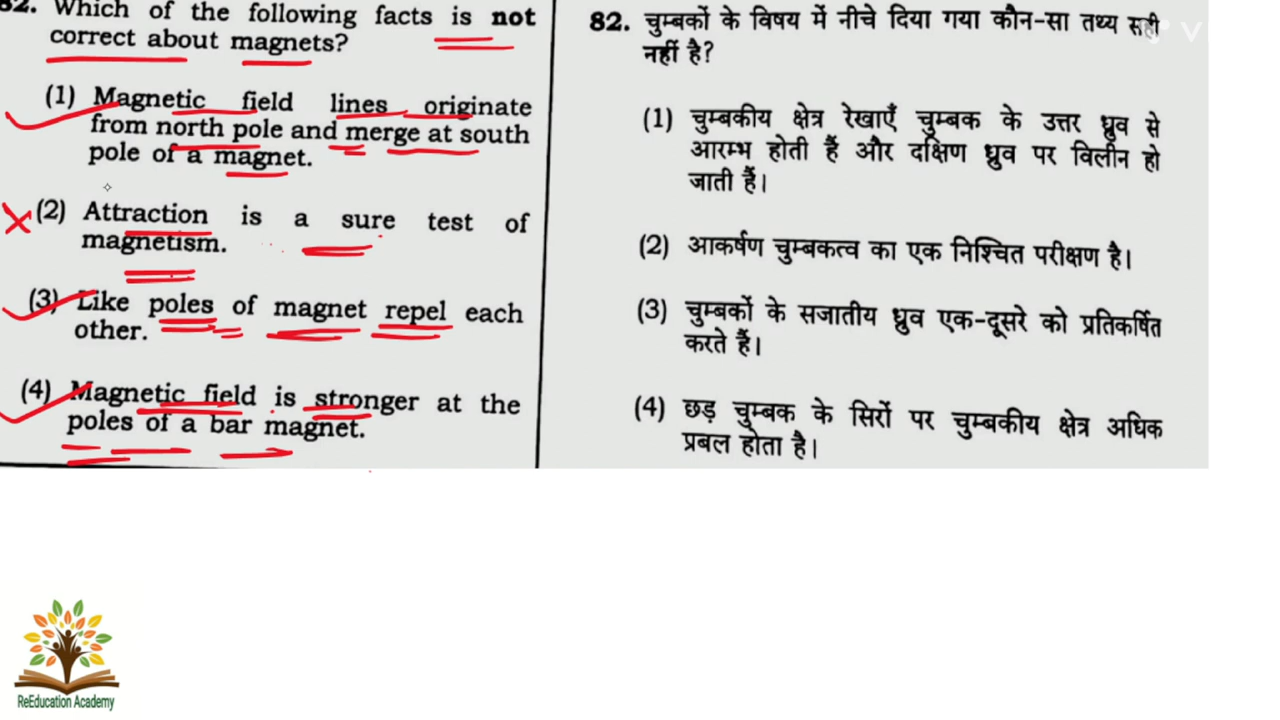 82. Which of the following facts is not
correct about magnets?
(1) Magnetic field lines originate
from north pole and merge at south
pole of a magnet.
(2) Attraction is a sure test of
magnetism.
(3) Like poles of magnet repel each
other.
(4) Magnetic field is stronger at the
poles of a bar magnet.
82. चुम्बकों के विषय में नीचे दिया गया कौन-सा तथ्य सही
नहीं है?
(1) चुम्बकीय क्षेत्र रेखाएँ चुम्बक के उत्तर ध्रुव से
आरम्भ होती हैं और दक्षिण ध्रुव पर विलीन हो
जाती हैं।
(2) आकर्षण चुम्बकत्व का एक निश्चित परीक्षण है।
(3) चुम्बकों के सजातीय ध्रुव एक-दूसरे को प्रतिकर्षित
करते हैं।
(4) छड़ चुम्बक के सिरों पर चुम्बकीय क्षेत्र अधिक
प्रबल होता है।
ReEducation Academy